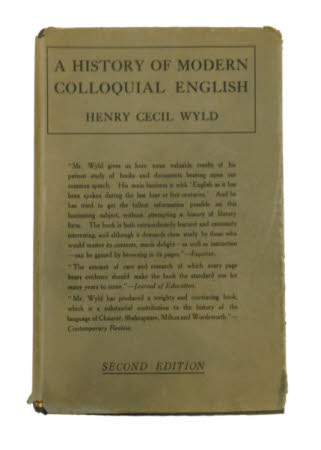 A HISTORY OF MODERN
COLLOQUIAL ENGLISH
HENRY CECIL WYLD
"Mr. Wyld gives us here some valuable results of his
patient study of books and documents bearing upon our
common speech. His main business is with 'English as it has
been spoken during the last four or five centuries.' And he
has tried to get the fullest information possible on this
fascinating subject, without attempting a history of literary
form. The book is both extraordinarily learned and extremely
interesting, and although it demands close study by those who
would master its contents, much delight—as well as instruction
—can be gained by browsing in its pages."—Inquirer.
"The amount of care and research of which every page
bears evidence should make the book the standard one for
many years to come."—Journal of Education.
"Mr. Wyld has produced a weighty and convincing book,
which is a substantial contribution to the history of the
language of Chaucer, Shakespeare, Milton and Wordsworth."—
Contemporary Review.
SECOND EDITION